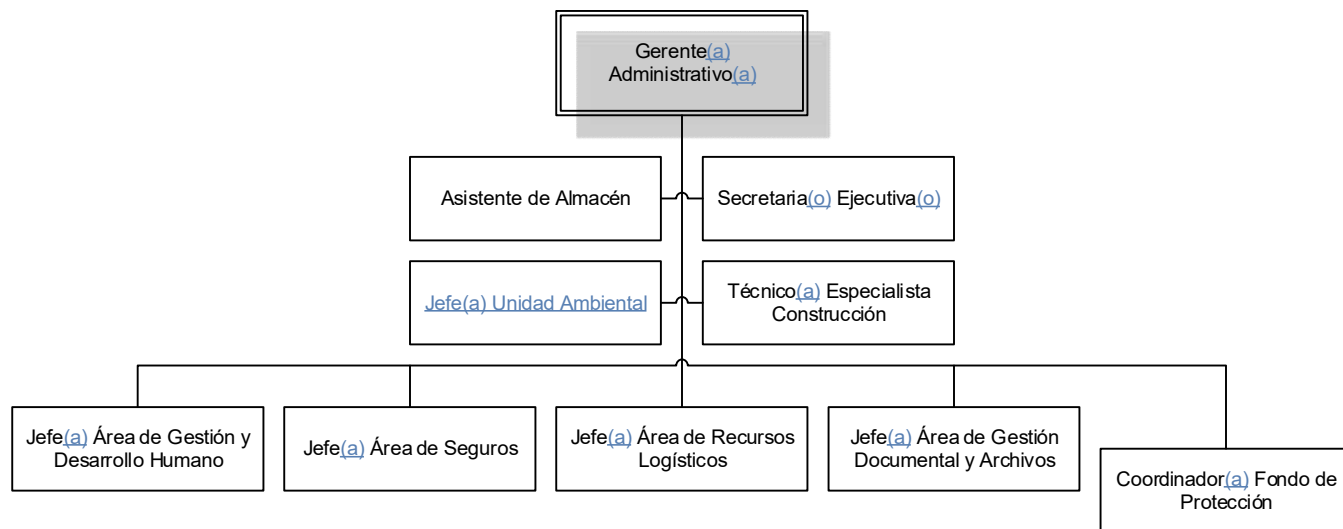 Gerente(a)
Administrativo(a)
Asistente de Almacén
Secretaria(o) Ejecutiva(o)
Jefe(a) Unidad Ambiental
Técnico(a) Especialista
Construcción
Jefe(a) Área de Gestión y
Desarrollo Humano
Jefe(a) Área de Seguros
Jefe(a) Área de Recursos
Logísticos
Jefe(a) Área de Gestión
Documental y Archivos
Coordinador(a) Fondo de
Protección